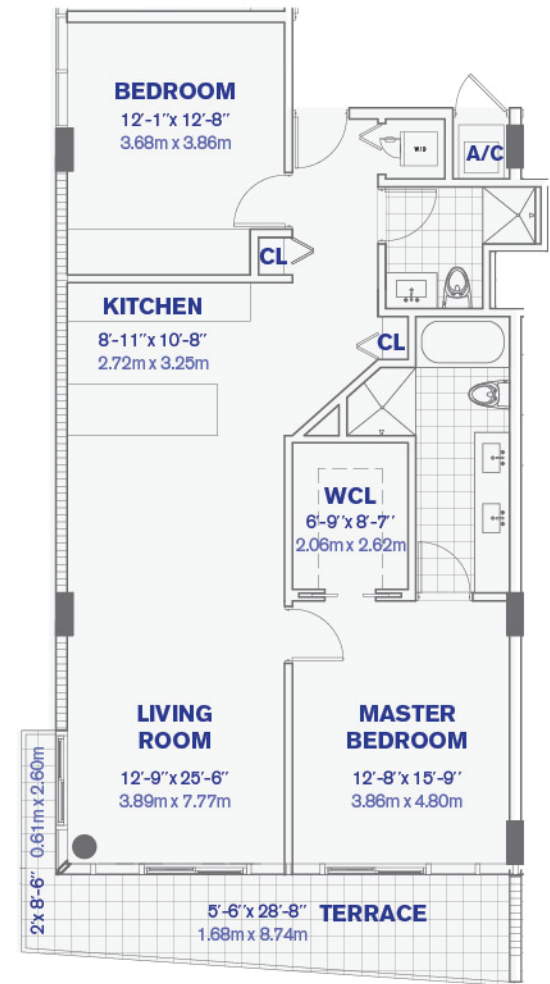 BEDROOM
12'-1"x 12'-8"
3.68m x 3.86m
W/D
A/C
CL
KITCHEN
8'-11"x 10'-8"
2.72m x 3.25m
CL
WCL
6'-9"x 8'-7"
2.06m x 2.62m
LIVING
ROOM
12'-9"x 25'-6"
3.89m x 7.77m
MASTER
BEDROOM
12'-8"x 15'-9"
3.86m x 4.80m
2'x 8'-6" 0.61m x 2.60m
5'-6"x 28'-8" TERRACE
1.68m x 8.74m